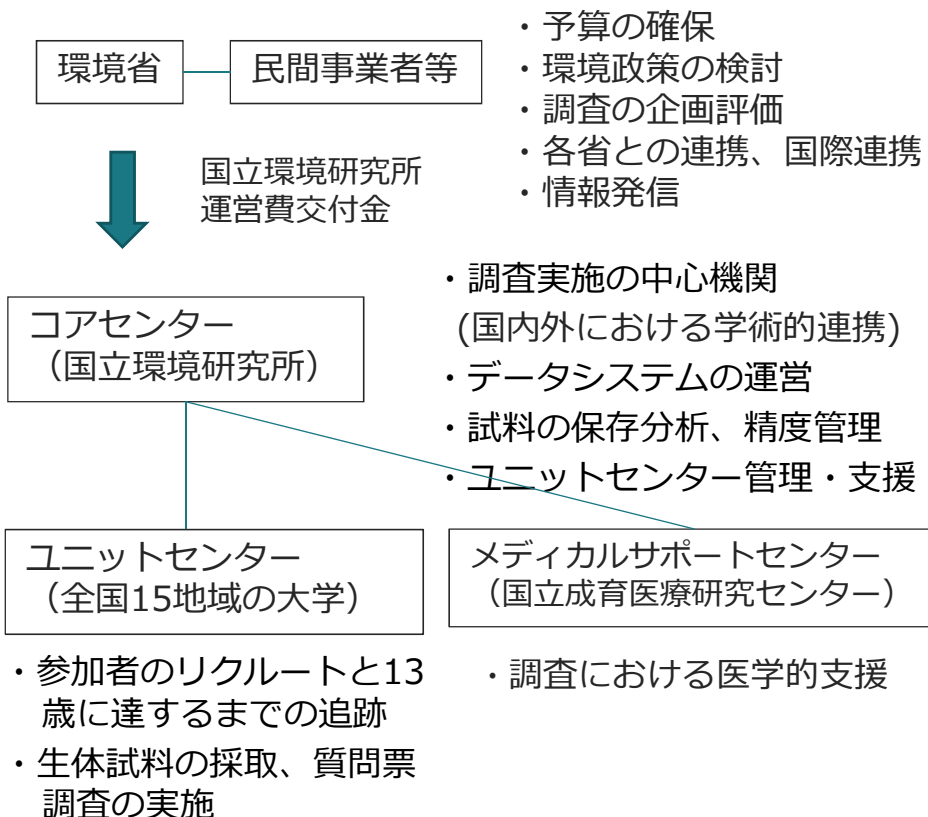 環境省
民間事業者等
・予算の確保
・環境政策の検討
・調査の企画評価
・各省との連携、国際連携
・情報発信
国立環境研究所
運営費交付金
コアセンター
（国立環境研究所）
・調査実施の中心機関
(国内外における学術的連携)
・データシステムの運営
・試料の保存分析、精度管理
・ユニットセンター管理・支援
ユニットセンター
（全国15地域の大学）
・参加者のリクルートと13
歳に達するまでの追跡
・生体試料の採取、質問票
調査の実施
メディカルサポートセンター
（国立成育医療研究センター）
・調査における医学的支援